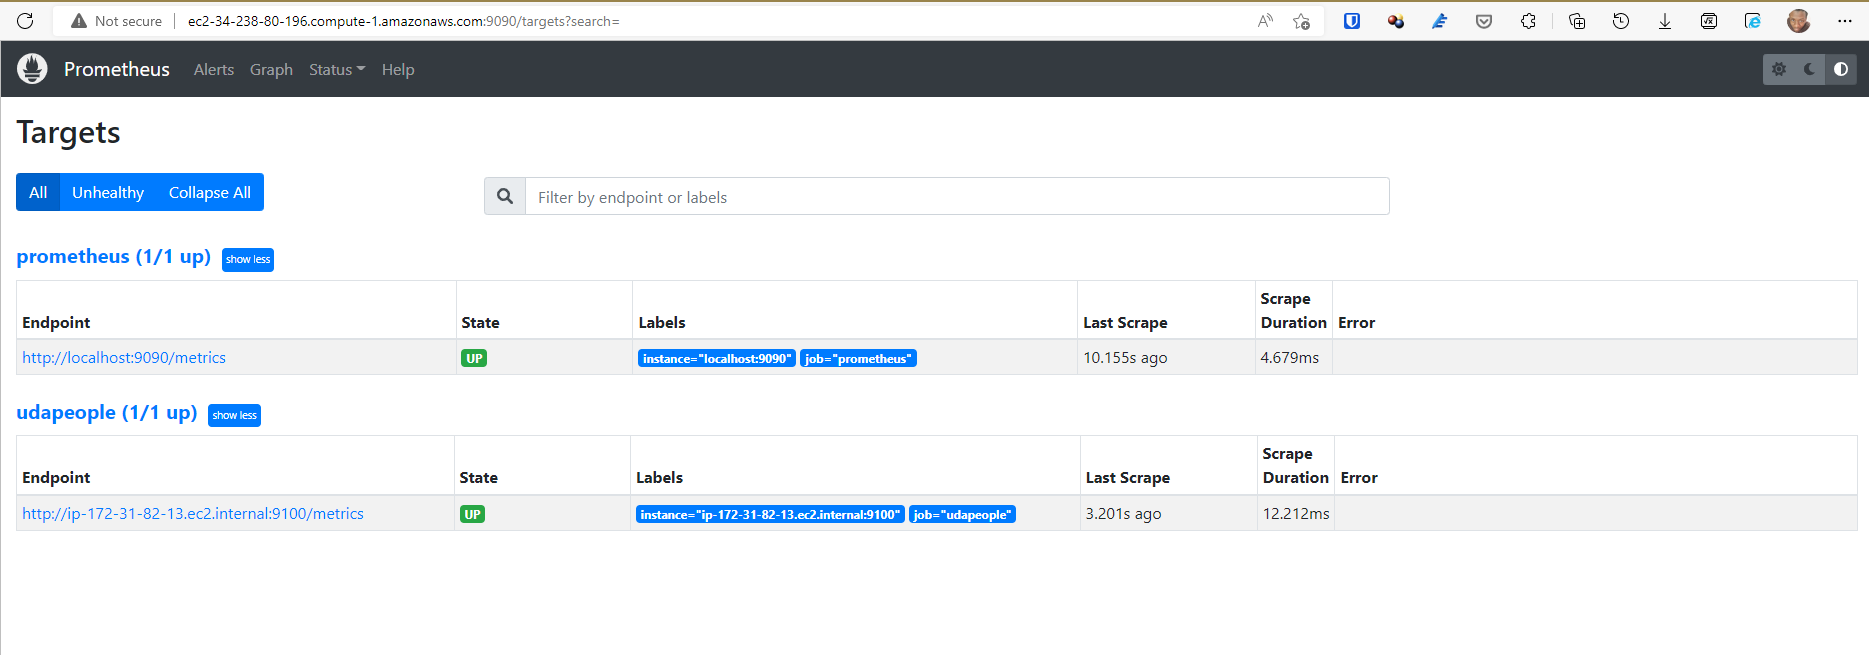 Not secure | ec2-34-238-80-196.compute-1.amazonaws.com:9090/targets?search=
Prometheus Alerts Graph Status Help
Targets
All Unhealthy Collapse All
Filter by endpoint or labels
prometheus (1/1 up) show less
Endpoint State Labels Last Scrape Scrape Duration Error
http://localhost:9090/metrics UP instance="localhost:9090" job="prometheus" 10.155s ago 4.679ms
udapeople (1/1 up) show less
Endpoint State Labels Last Scrape Scrape Duration Error
http://ip-172-31-82-13.ec2.internal:9100/metrics UP instance="ip-172-31-82-13.ec2.internal:9100" job="udapeople" 3.201s ago 12.212ms